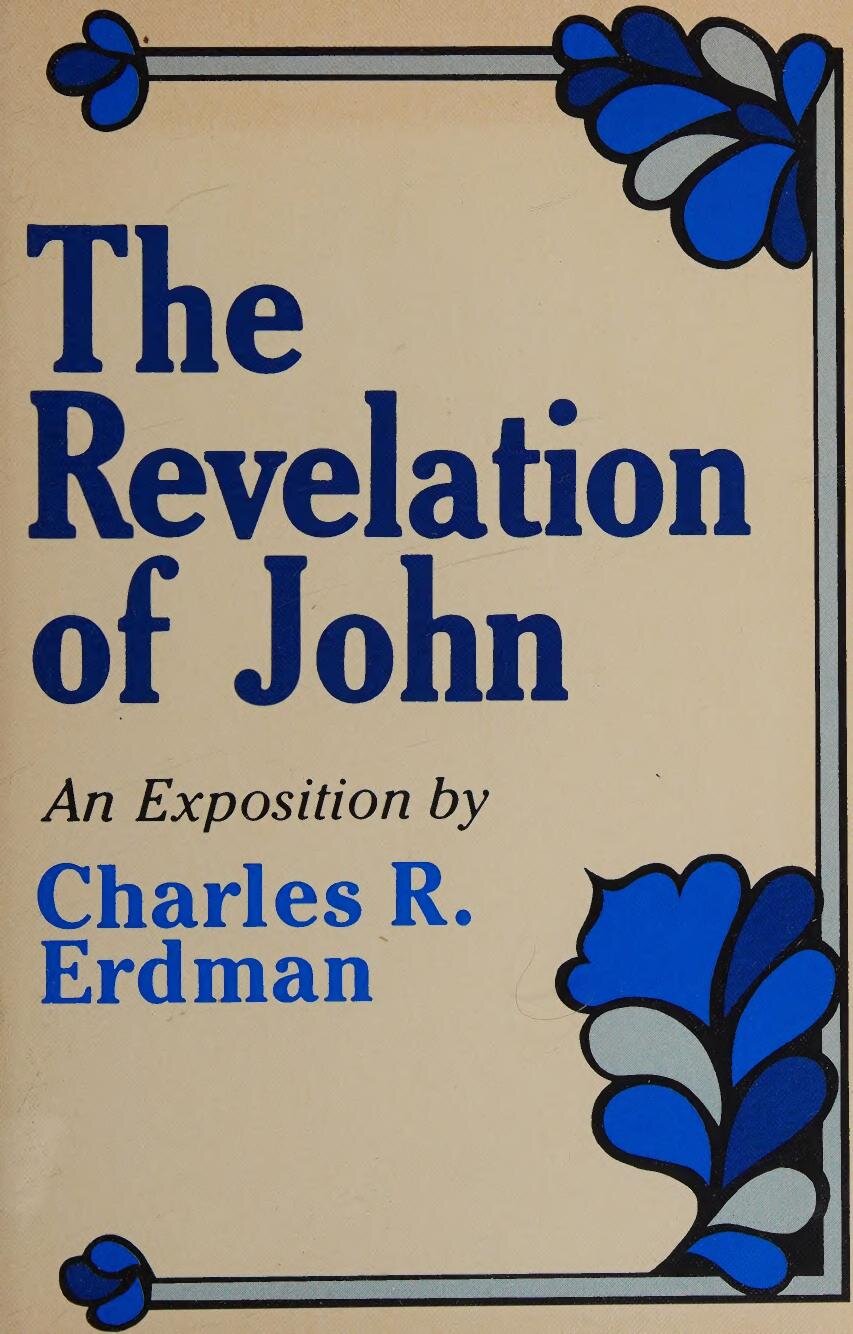 The
Revelation
of John
An Exposition by
Charles R.
Erdman